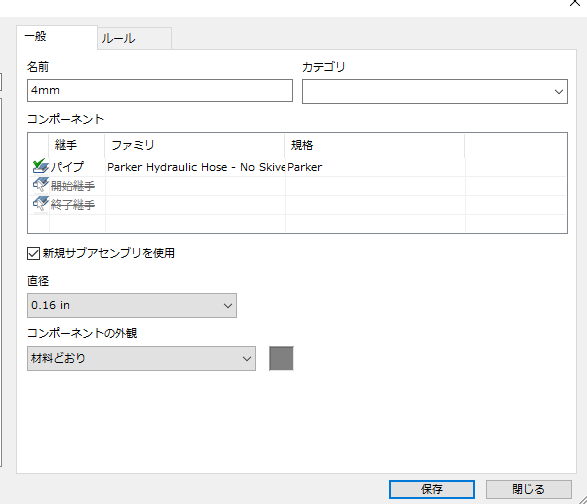 一般 ルール
名前 カテゴリ
4mm
コンポーネント
継手 ファミリ 規格
パイプ Parker Hydraulic Hose - No Skive Parker
開始継手
終了継手
新規サブアセンブリを使用
直径
0.16 in
コンポーネントの外観
材料どおり
保存 閉じる